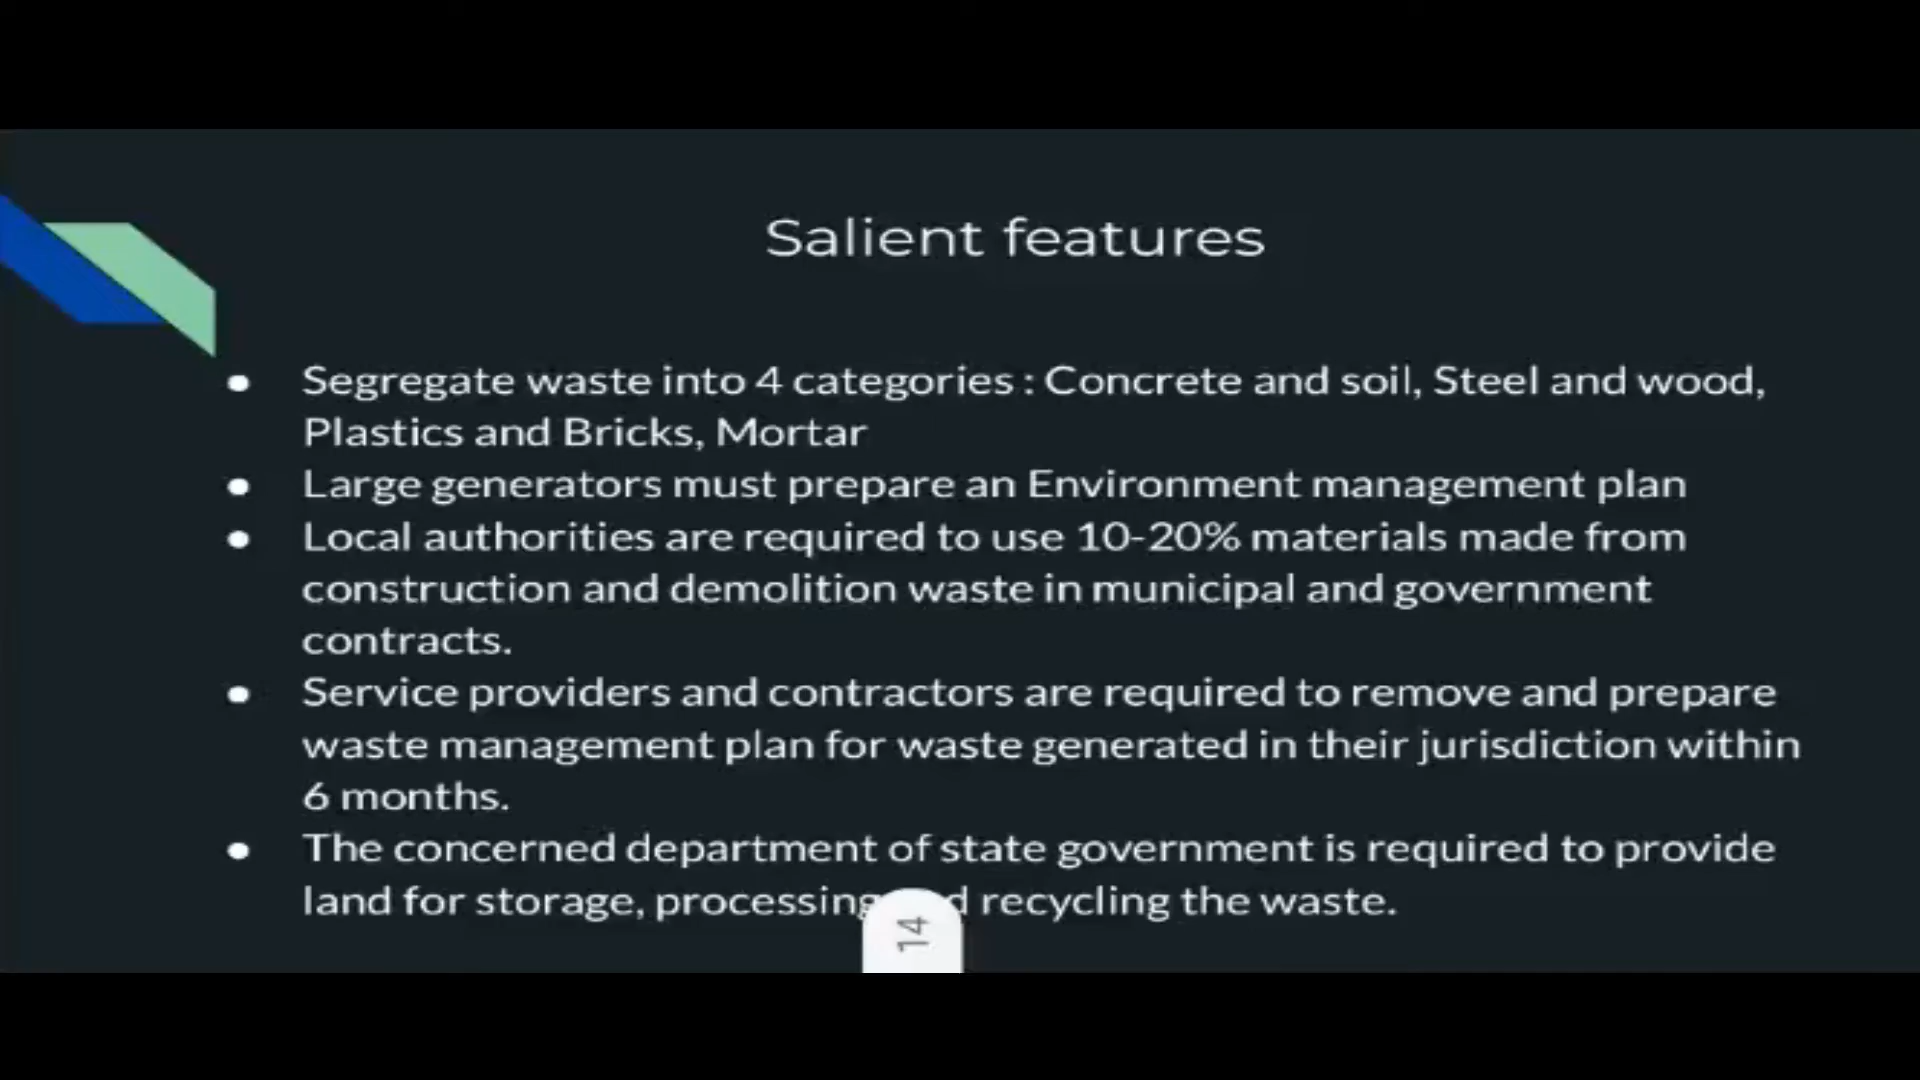 Salient features
Segregate waste into 4 categories : Concrete and soil, Steel and wood,
Plastics and Bricks, Mortar
Large generators must prepare an Environment management plan
Local authorities are required to use 10-20% materials made from
construction and demolition waste in municipal and government
contracts.
Service providers and contractors are required to remove and prepare
waste management plan for waste generated in their jurisdiction within
6 months.
The concerned department of state government is required to provide
land for storage, processing recycling the waste.
14